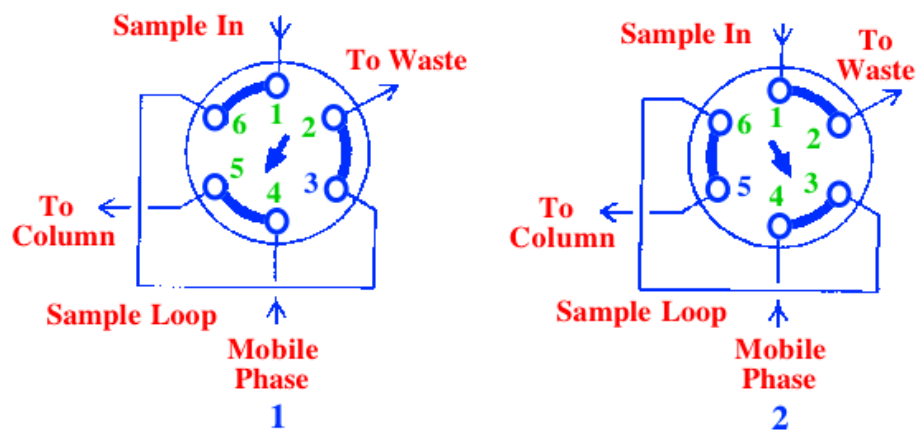 Sample In
To Waste
1
2
6
5
3
4
To
Column
Sample Loop
Mobile
Phase
1
Sample In
To
Waste
1
6
2
5
3
4
To
Column
Sample Loop
Mobile
Phase
2